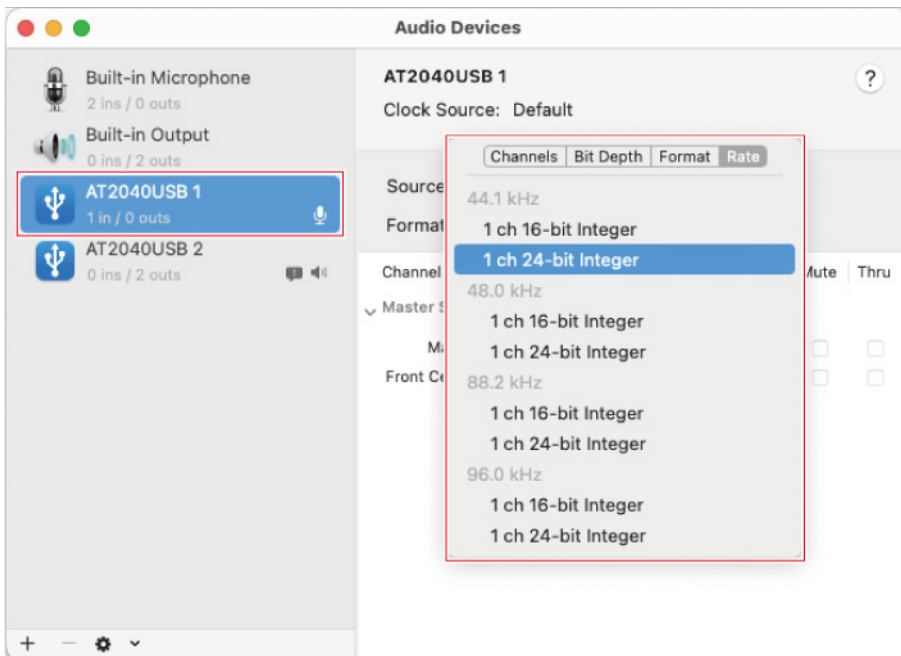 Audio Devices
Built-in Microphone
2 ins / 0 outs
Built-in Output
0 ins / 2 outs
AT2040USB 1
1 in / 0 outs
AT2040USB 2
0 ins / 2 outs
AT2040USB 1
?
Clock Source: Default
Source
Format
Channels Bit Depth Format Rate
44.1 kHz
1 ch 16-bit Integer
1 ch 24-bit Integer
48.0 kHz
1 ch 16-bit Integer
1 ch 24-bit Integer
88.2 kHz
1 ch 16-bit Integer
1 ch 24-bit Integer
96.0 kHz
1 ch 16-bit Integer
1 ch 24-bit Integer
Channel
Mute Thru
Master
Front